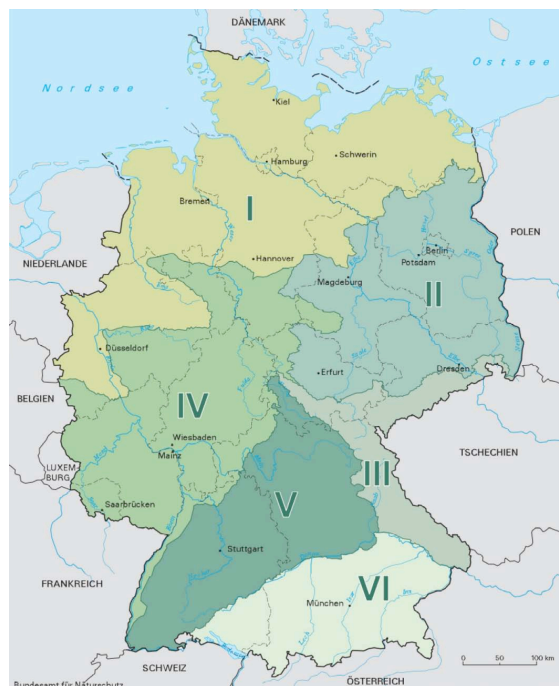 DÄNEMARK
Nordsee
Ostsee
Kiel
Schwerin
Hamburg
Bremen
I
POLEN
Hannover
Berlin
Potsdam
NIEDERLANDE
Magdeburg
II
Düsseldorf
Erfurt
Dresden
BELGIEN
IV
Wiesbaden
Mainz
TSCHECHIEN
LUXEM-
BURG
III
Saarbrücken
V
Stuttgart
FRANKREICH
VI
München
0 50 100 km
SCHWEIZ
ÖSTERREICH
Bundesamt für Naturschutz